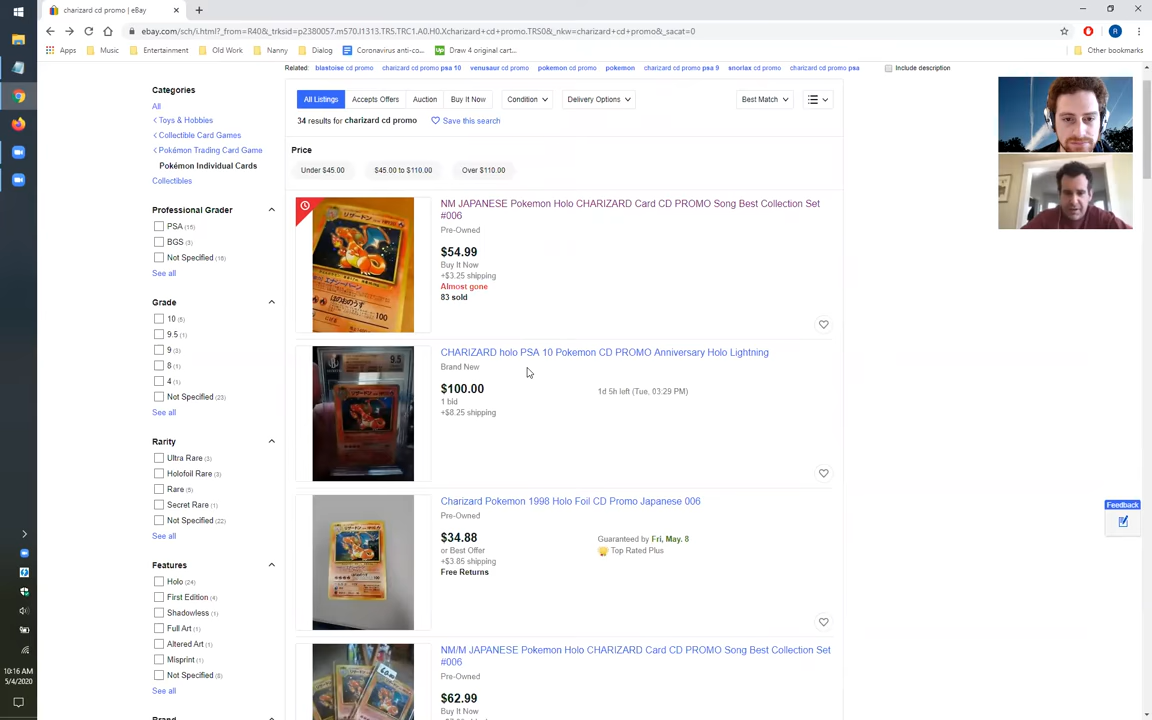 charizard cd promo | eBay
ebay.com/sch/i.html?_from=R40&_trksid=p2380057.m570.l1313.TR5.TRC1.A0.H0.Xcharizard+cd+promo.TRS0&_nkw=charizard+cd+promo&_sacat=0
R
Apps Music Entertainment Old Work Nanny Dialog Coronavirus anti-co... Up Draw 4 original cart... Other bookmarks
Related: blastoise cd promo charizard cd promo psa 10 venusaur cd promo pokemon cd promo pokemon charizard cd promo psa 9 snorlax cd promo charizard cd promo psa Include description
Categories
All
Toys & Hobbies
Collectible Card Games
Pokémon Trading Card Game
Pokémon Individual Cards
Collectibles
Professional Grader
PSA (15)
BGS (3)
Not Specified (16)
See all
Grade
10 (5)
9.5 (1)
9 (3)
8 (1)
4 (1)
Not Specified (23)
See all
Rarity
Ultra Rare (3)
Holofoil Rare (3)
Rare (5)
Secret Rare (1)
Not Specified (22)
See all
Features
Holo (24)
First Edition (4)
Shadowless (1)
Full Art (1)
Altered Art (1)
Misprint (1)
Not Specified (8)
See all
Brand
All Listings Accepts Offers Auction Buy It Now Condition Delivery Options Best Match
34 results for charizard cd promo Save this search
Price
Under $45.00 $45.00 to $110.00 Over $110.00
NM JAPANESE Pokemon Holo CHARIZARD Card CD PROMO Song Best Collection Set
#006
Pre-Owned
$54.99
Buy It Now
+$3.25 shipping
Almost gone
83 sold
リザードン
100
CHARIZARD holo PSA 10 Pokemon CD PROMO Anniversary Holo Lightning
Brand New
$100.00 1d 5h left (Tue, 03:29 PM)
1 bid
+$8.25 shipping
9.5
Charizard Pokemon 1998 Holo Foil CD Promo Japanese 006
Pre-Owned
$34.88 Guaranteed by Fri, May. 8
or Best Offer Top Rated Plus
+$3.85 shipping
Free Returns
NM/M JAPANESE Pokemon Holo CHARIZARD Card CD PROMO Song Best Collection Set
#006
Pre-Owned
$62.99
Buy It Now
Feedback
10:16 AM
5/4/2020